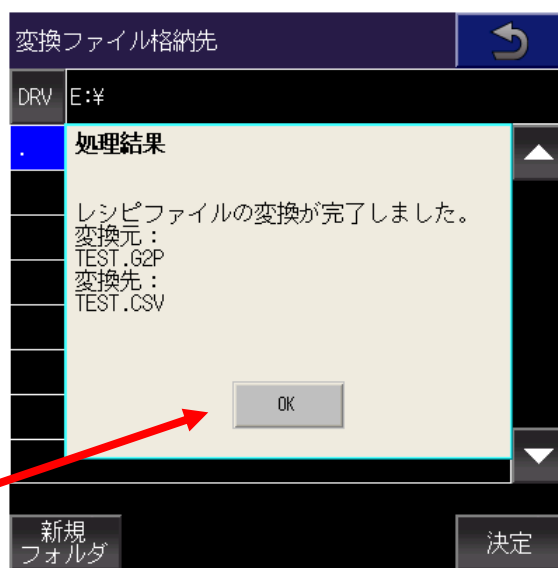 変換ファイル格納先
DRV E:¥
.
処理結果
レシピファイルの変換が完了しました。
変換元：
TEST.G2P
変換先：
TEST.CSV
OK
新規
フォルダ
決定